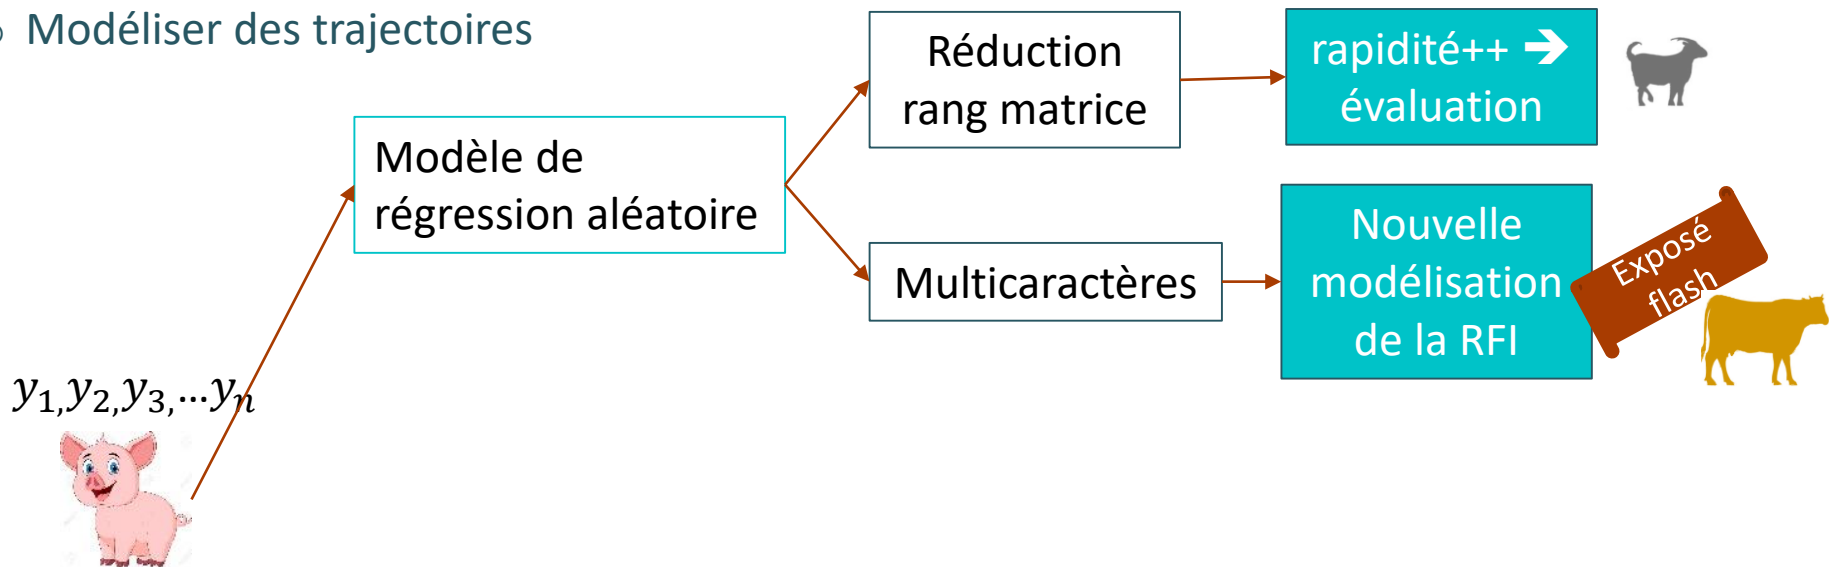 Modéliser des trajectoires
Réduction
rang matrice
rapidité++ ➔
évaluation
Modèle de
régression aléatoire
Multicaractères
Nouvelle
modélisation
de la RFI
Exposé
flash
y₁,y₂,y₃,...yₙ